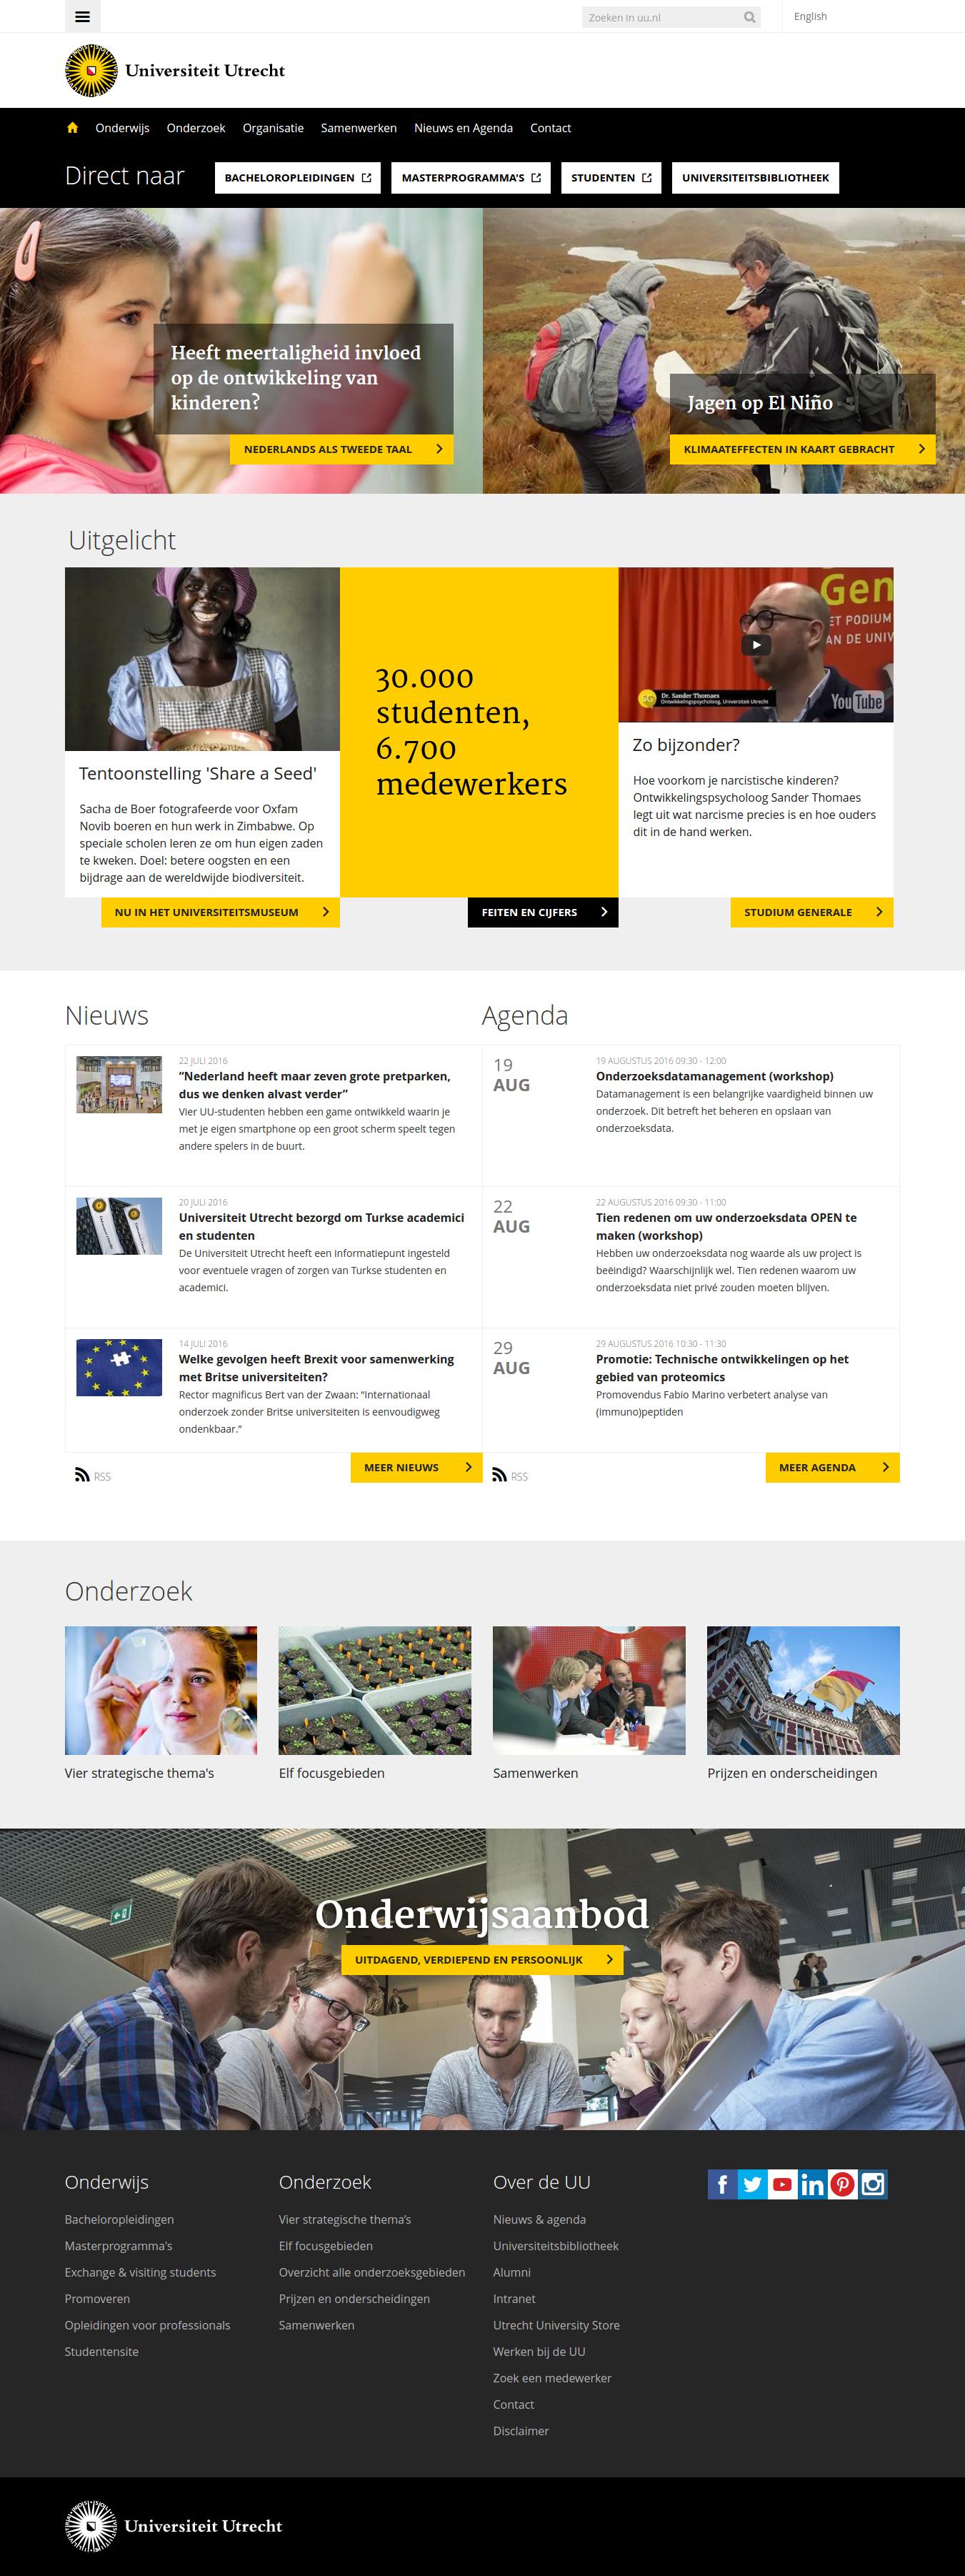 Zoeken in uu.nl
English
Universiteit Utrecht
Onderwijs Onderzoek Organisatie Samenwerken Nieuws en Agenda Contact
Direct naar
BACHELOROPLEIDINGEN MASTERPROGRAMMA'S STUDENTEN UNIVERSITEITSBIBLIOTHEEK
Heeft meertaligheid invloed
op de ontwikkeling van
kinderen?
NEDERLANDS ALS TWEEDE TAAL
Jagen op El Niño
KLIMAATEFFECTEN IN KAART GEBRACHT
Uitgelicht
Tentoonstelling 'Share a Seed'
Sacha de Boer fotografeerde voor Oxfam
Novib boeren en hun werk in Zimbabwe. Op
speciale scholen leren ze om hun eigen zaden
te kweken. Doel: betere oogsten en een
bijdrage aan de wereldwijde biodiversiteit.
NU IN HET UNIVERSITEITSMUSEUM
30.000
studenten,
6.700
medewerkers
FEITEN EN CIJFERS
Gen
ET PODIUM
AN DE UNIV
Dr. Sander Thomaes
Ontwikkelingspsycholoog, Universiteit Utrecht
YouTube
Zo bijzonder?
Hoe voorkom je narcistische kinderen?
Ontwikkelingspsycholoog Sander Thomaes
legt uit wat narcisme precies is en hoe ouders
dit in de hand werken.
STUDIUM GENERALE
Nieuws
22 JULI 2016
“Nederland heeft maar zeven grote pretparken,
dus we denken alvast verder”
Vier UU-studenten hebben een game ontwikkeld waarin je
met je eigen smartphone op een groot scherm speelt tegen
andere spelers in de buurt.
20 JULI 2016
Universiteit Utrecht bezorgd om Turkse academici
en studenten
De Universiteit Utrecht heeft een informatiepunt ingesteld
voor eventuele vragen of zorgen van Turkse studenten en
academici.
14 JULI 2016
Welke gevolgen heeft Brexit voor samenwerking
met Britse universiteiten?
Rector magnificus Bert van der Zwaan: “Internationaal
onderzoek zonder Britse universiteiten is eenvoudigweg
ondenkbaar.”
RSS
MEER NIEUWS
Agenda
19
AUG
19 AUGUSTUS 2016 09:30 - 12:00
Onderzoeksdatamanagement (workshop)
Datamanagement is een belangrijke vaardigheid binnen uw
onderzoek. Dit betreft het beheren en opslaan van
onderzoeksdata.
22
AUG
22 AUGUSTUS 2016 09:30 - 11:00
Tien redenen om uw onderzoeksdata OPEN te
maken (workshop)
Hebben uw onderzoeksdata nog waarde als uw project is
beëindigd? Waarschijnlijk wel. Tien redenen waarom uw
onderzoeksdata niet privé zouden moeten blijven.
29
AUG
29 AUGUSTUS 2016 10:30 - 11:30
Promotie: Technische ontwikkelingen op het
gebied van proteomics
Promovendus Fabio Marino verbetert analyse van
(immuno)peptiden
RSS
MEER AGENDA
Onderzoek
Vier strategische thema's
Elf focusgebieden
Samenwerken
Prijzen en onderscheidingen
Onderwijsaanbod
UITDAGEND, VERDIEPEND EN PERSOONLIJK
Onderwijs
Bacheloropleidingen
Masterprogramma's
Exchange & visiting students
Promoveren
Opleidingen voor professionals
Studentensite
Onderzoek
Vier strategische thema’s
Elf focusgebieden
Overzicht alle onderzoeksgebieden
Prijzen en onderscheidingen
Samenwerken
Over de UU
Nieuws & agenda
Universiteitsbibliotheek
Alumni
Intranet
Utrecht University Store
Werken bij de UU
Zoek een medewerker
Contact
Disclaimer
Universiteit Utrecht